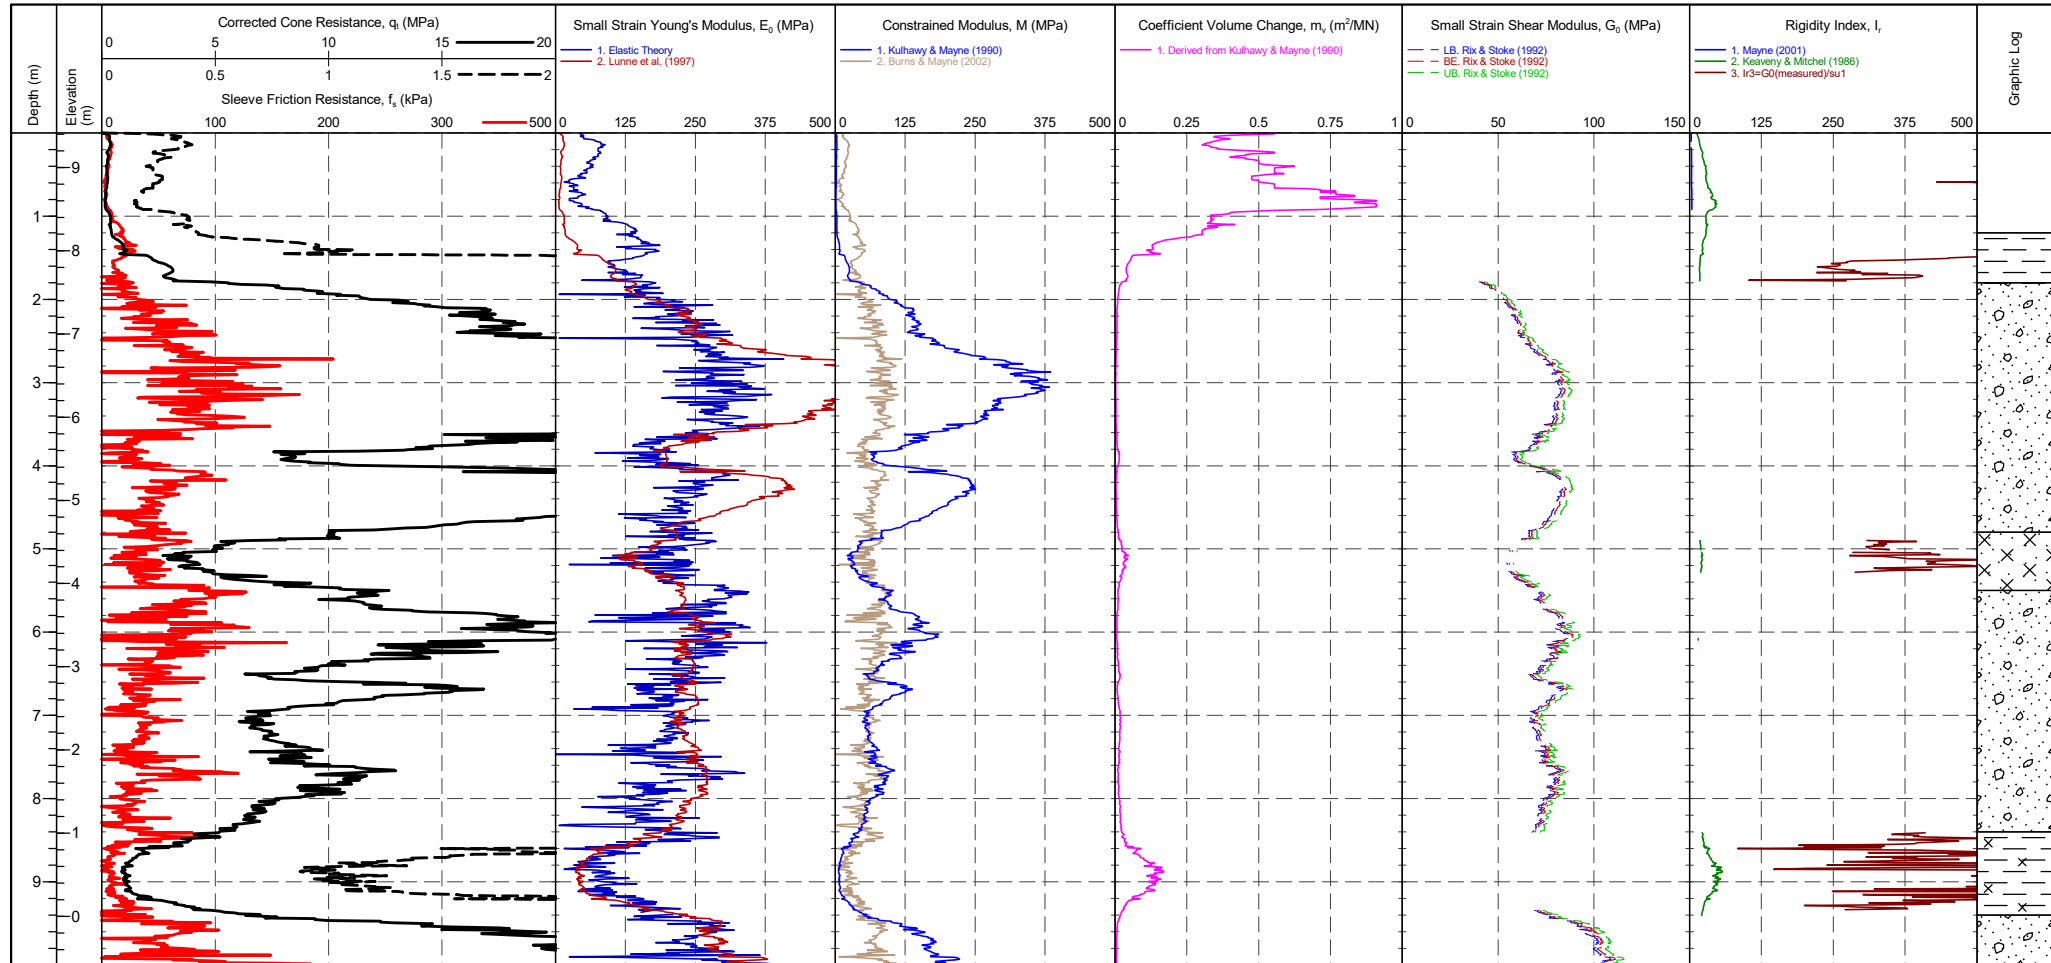 Corrected Cone Resistance, qt (MPa)
0 5 10 15 20
0 0.5 1 1.5 2
Sleeve Friction Resistance, fs (kPa)
0 100 200 300 500
Small Strain Young's Modulus, E0 (MPa)
1. Elastic Theory
2. Lunne et al. (1997)
0 125 250 375 500
Constrained Modulus, M (MPa)
1. Kulhawy & Mayne (1990)
2. Burns & Mayne (2002)
0 125 250 375 500
Coefficient Volume Change, mv (m²/MN)
1. Derived from Kulhawy & Mayne (1990)
0 0.25 0.5 0.75 1
Small Strain Shear Modulus, G0 (MPa)
LB. Rix & Stoke (1992)
BE. Rix & Stoke (1992)
UB. Rix & Stoke (1992)
0 50 100 150
Rigidity Index, Ir
1. Mayne (2001)
2. Keaveny & Mitchel (1986)
3. Ir3=G0(measured)/su1
0 125 250 375 500
Graphic Log
Depth (m)
Elevation
(m)
9
1
8
2
7
3
6
4
5
5
4
6
3
7
2
8
1
9
0